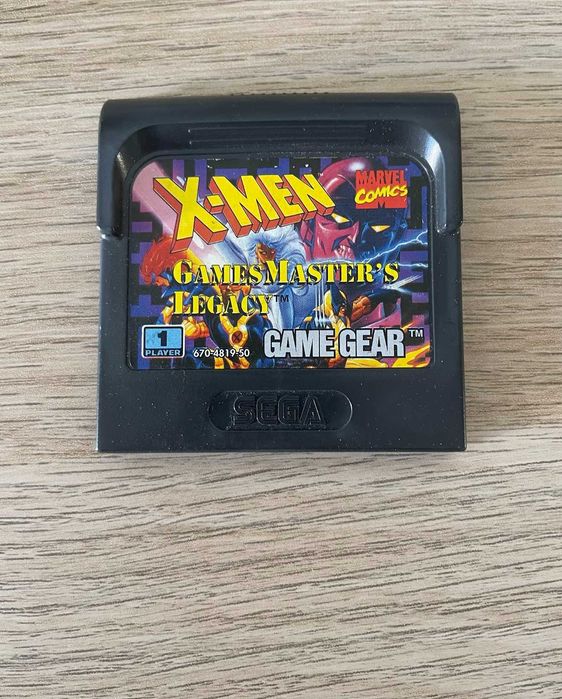 X-MEN
MARVEL
COMICS
GAMESMASTER'S
LEGACY™
1
PLAYER
670-4819-50
GAME GEAR™
SEGA